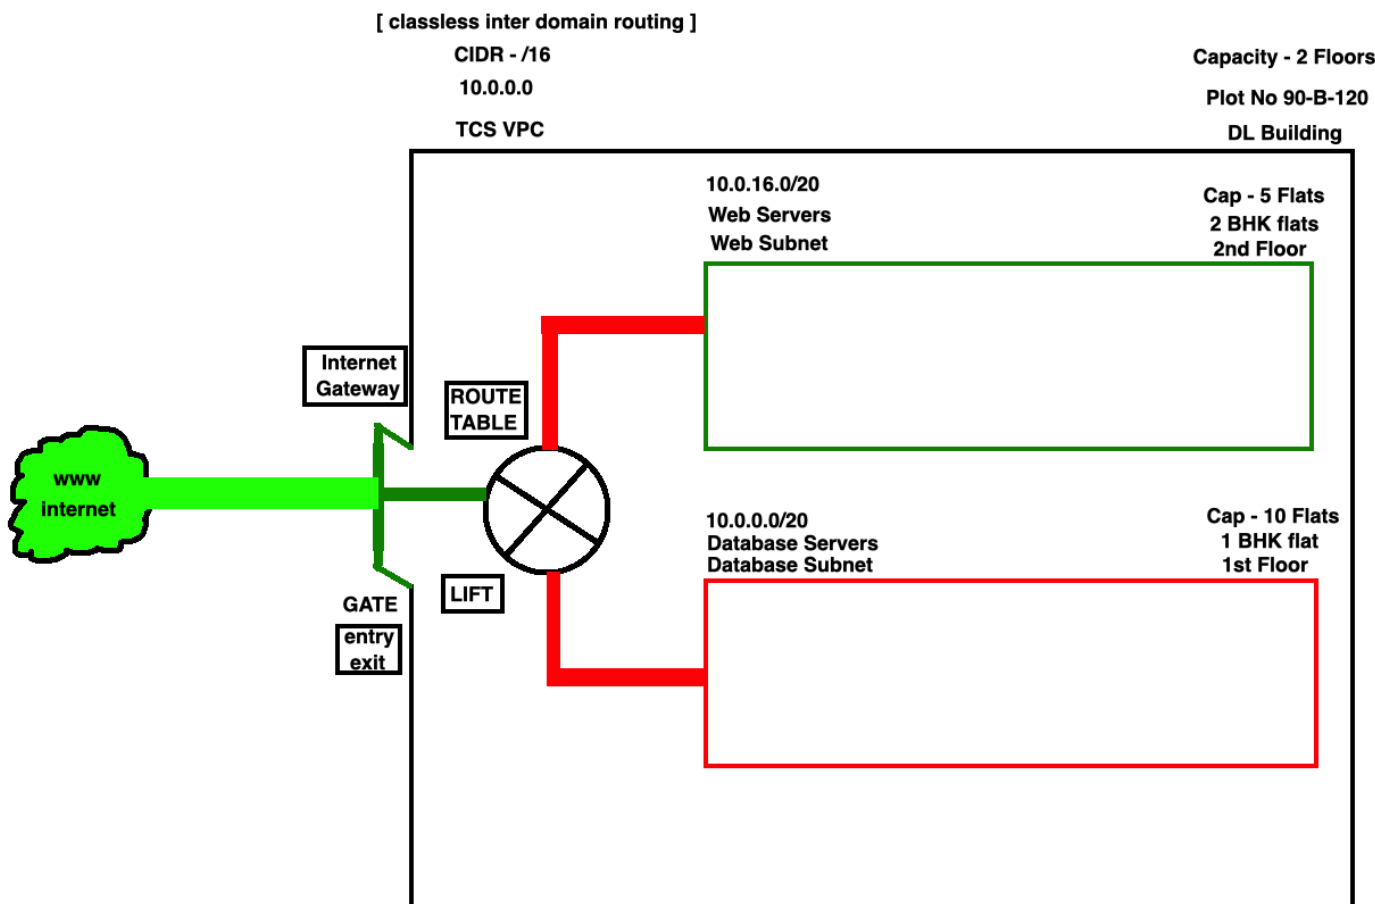 [ classless inter domain routing ]
CIDR - /16
10.0.0.0
TCS VPC
Capacity - 2 Floors
Plot No 90-B-120
DL Building
10.0.16.0/20
Web Servers
Web Subnet
Cap - 5 Flats
2 BHK flats
2nd Floor
Internet
Gateway
ROUTE
TABLE
www
internet
10.0.0.0/20
Database Servers
Database Subnet
Cap - 10 Flats
1 BHK flat
1st Floor
LIFT
GATE
entry
exit